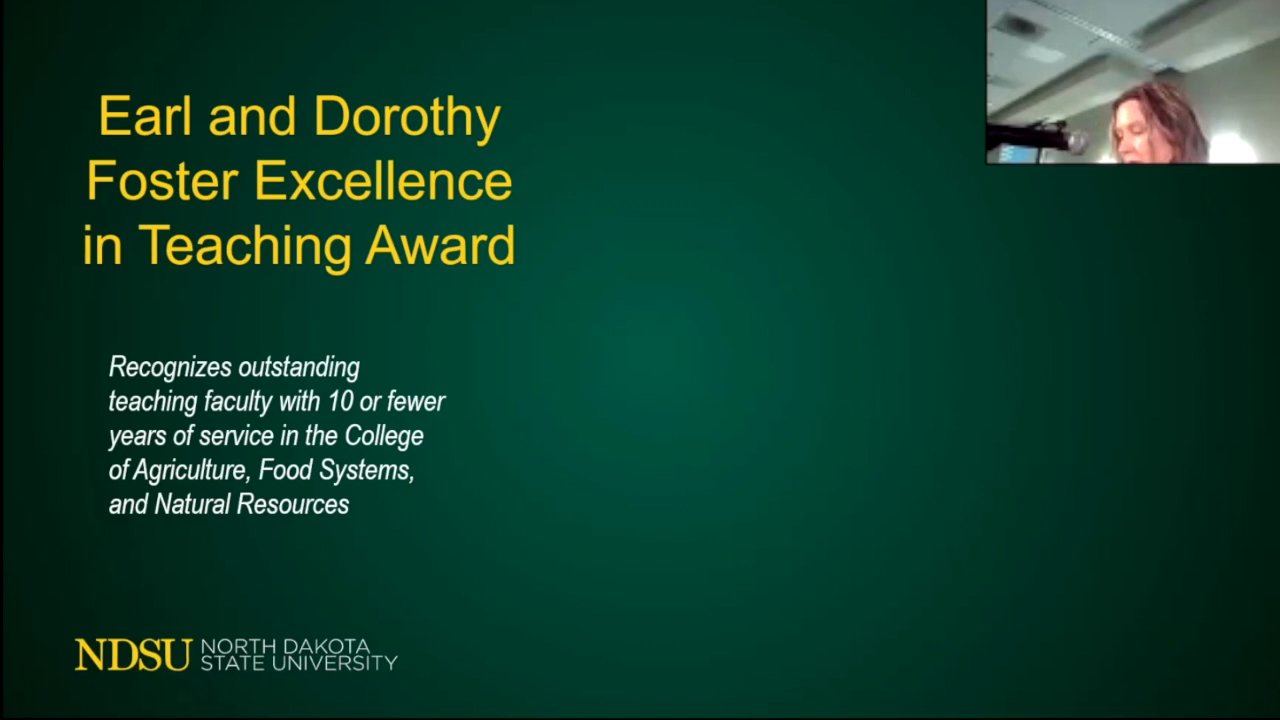 Earl and Dorothy
Foster Excellence
in Teaching Award
Recognizes outstanding
teaching faculty with 10 or fewer
years of service in the College
of Agriculture, Food Systems,
and Natural Resources
NDSU NORTH DAKOTA
STATE UNIVERSITY